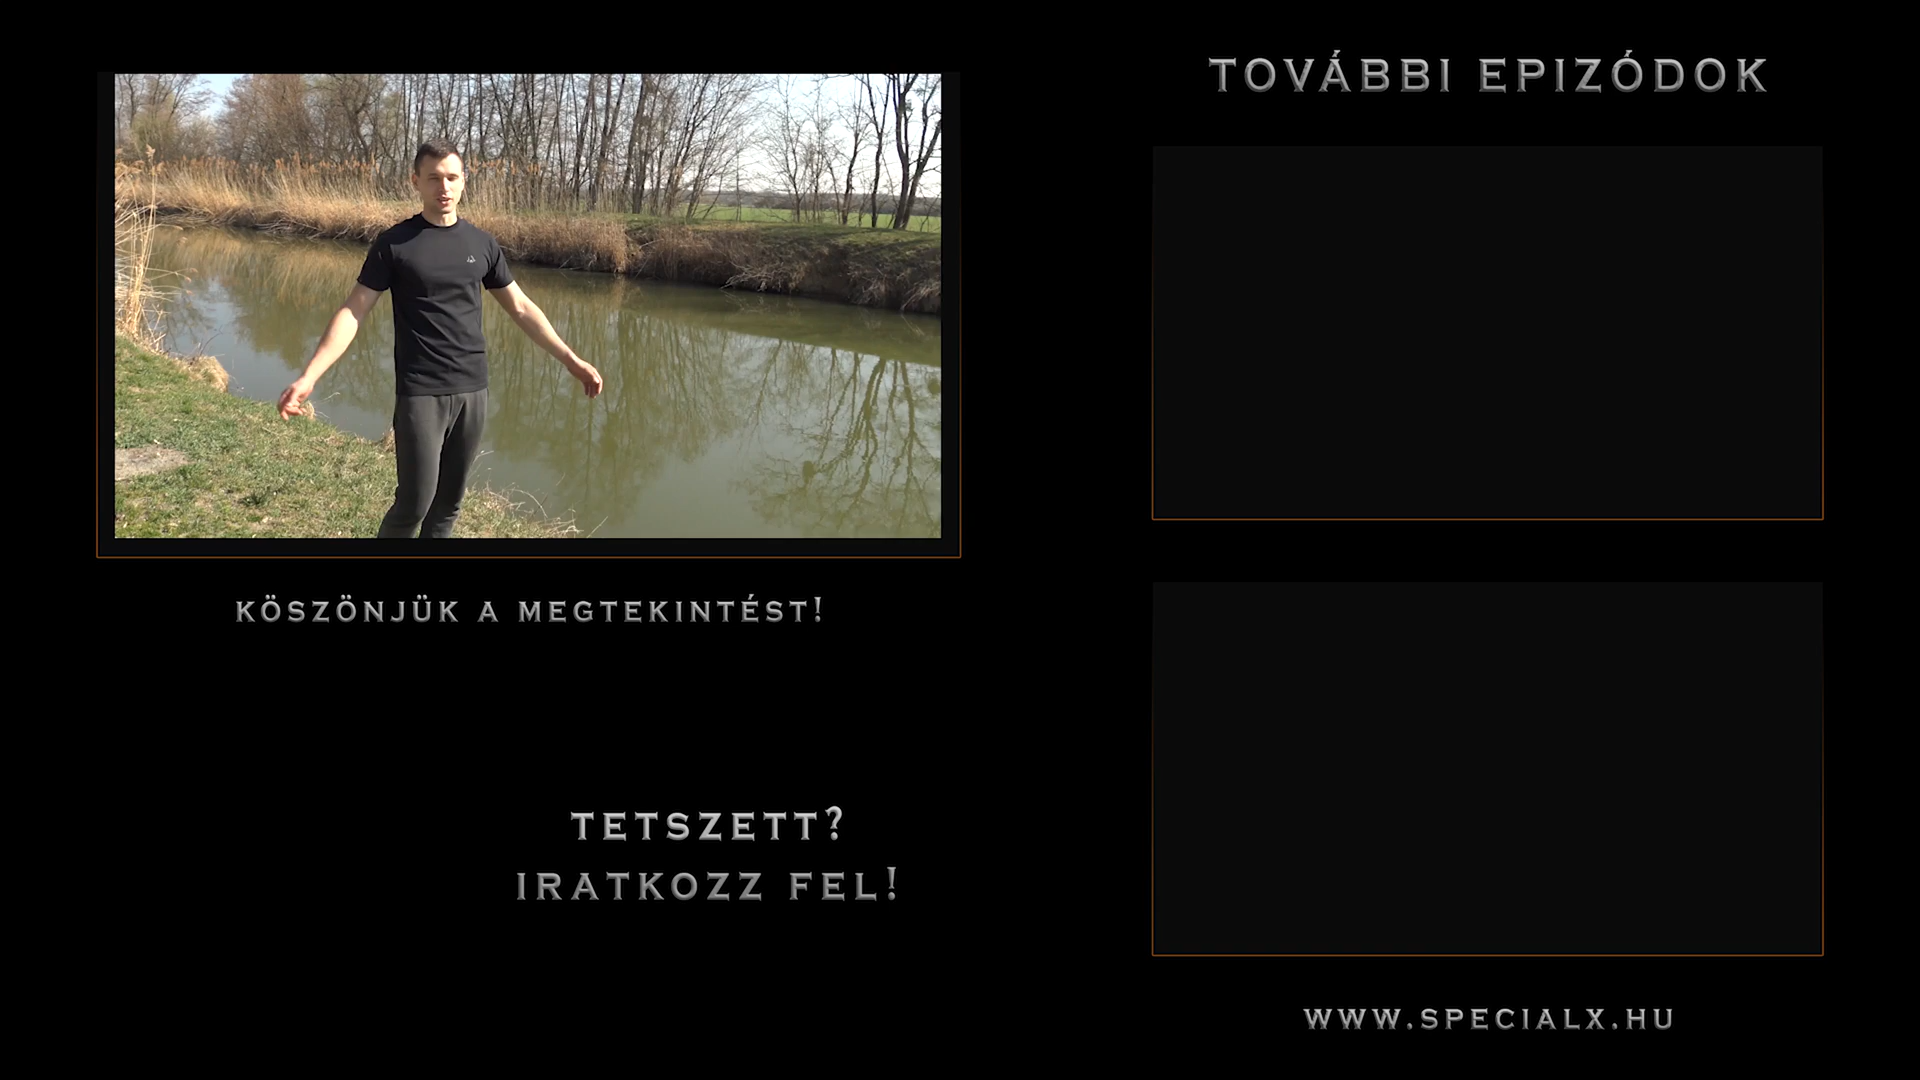 TOVÁBBI EPIZÓDOK
KÖSZÖNJÜK A MEGTEKINTÉST!
TETSZETT?
IRATKOZZ FEL!
WWW.SPECIALX.HU